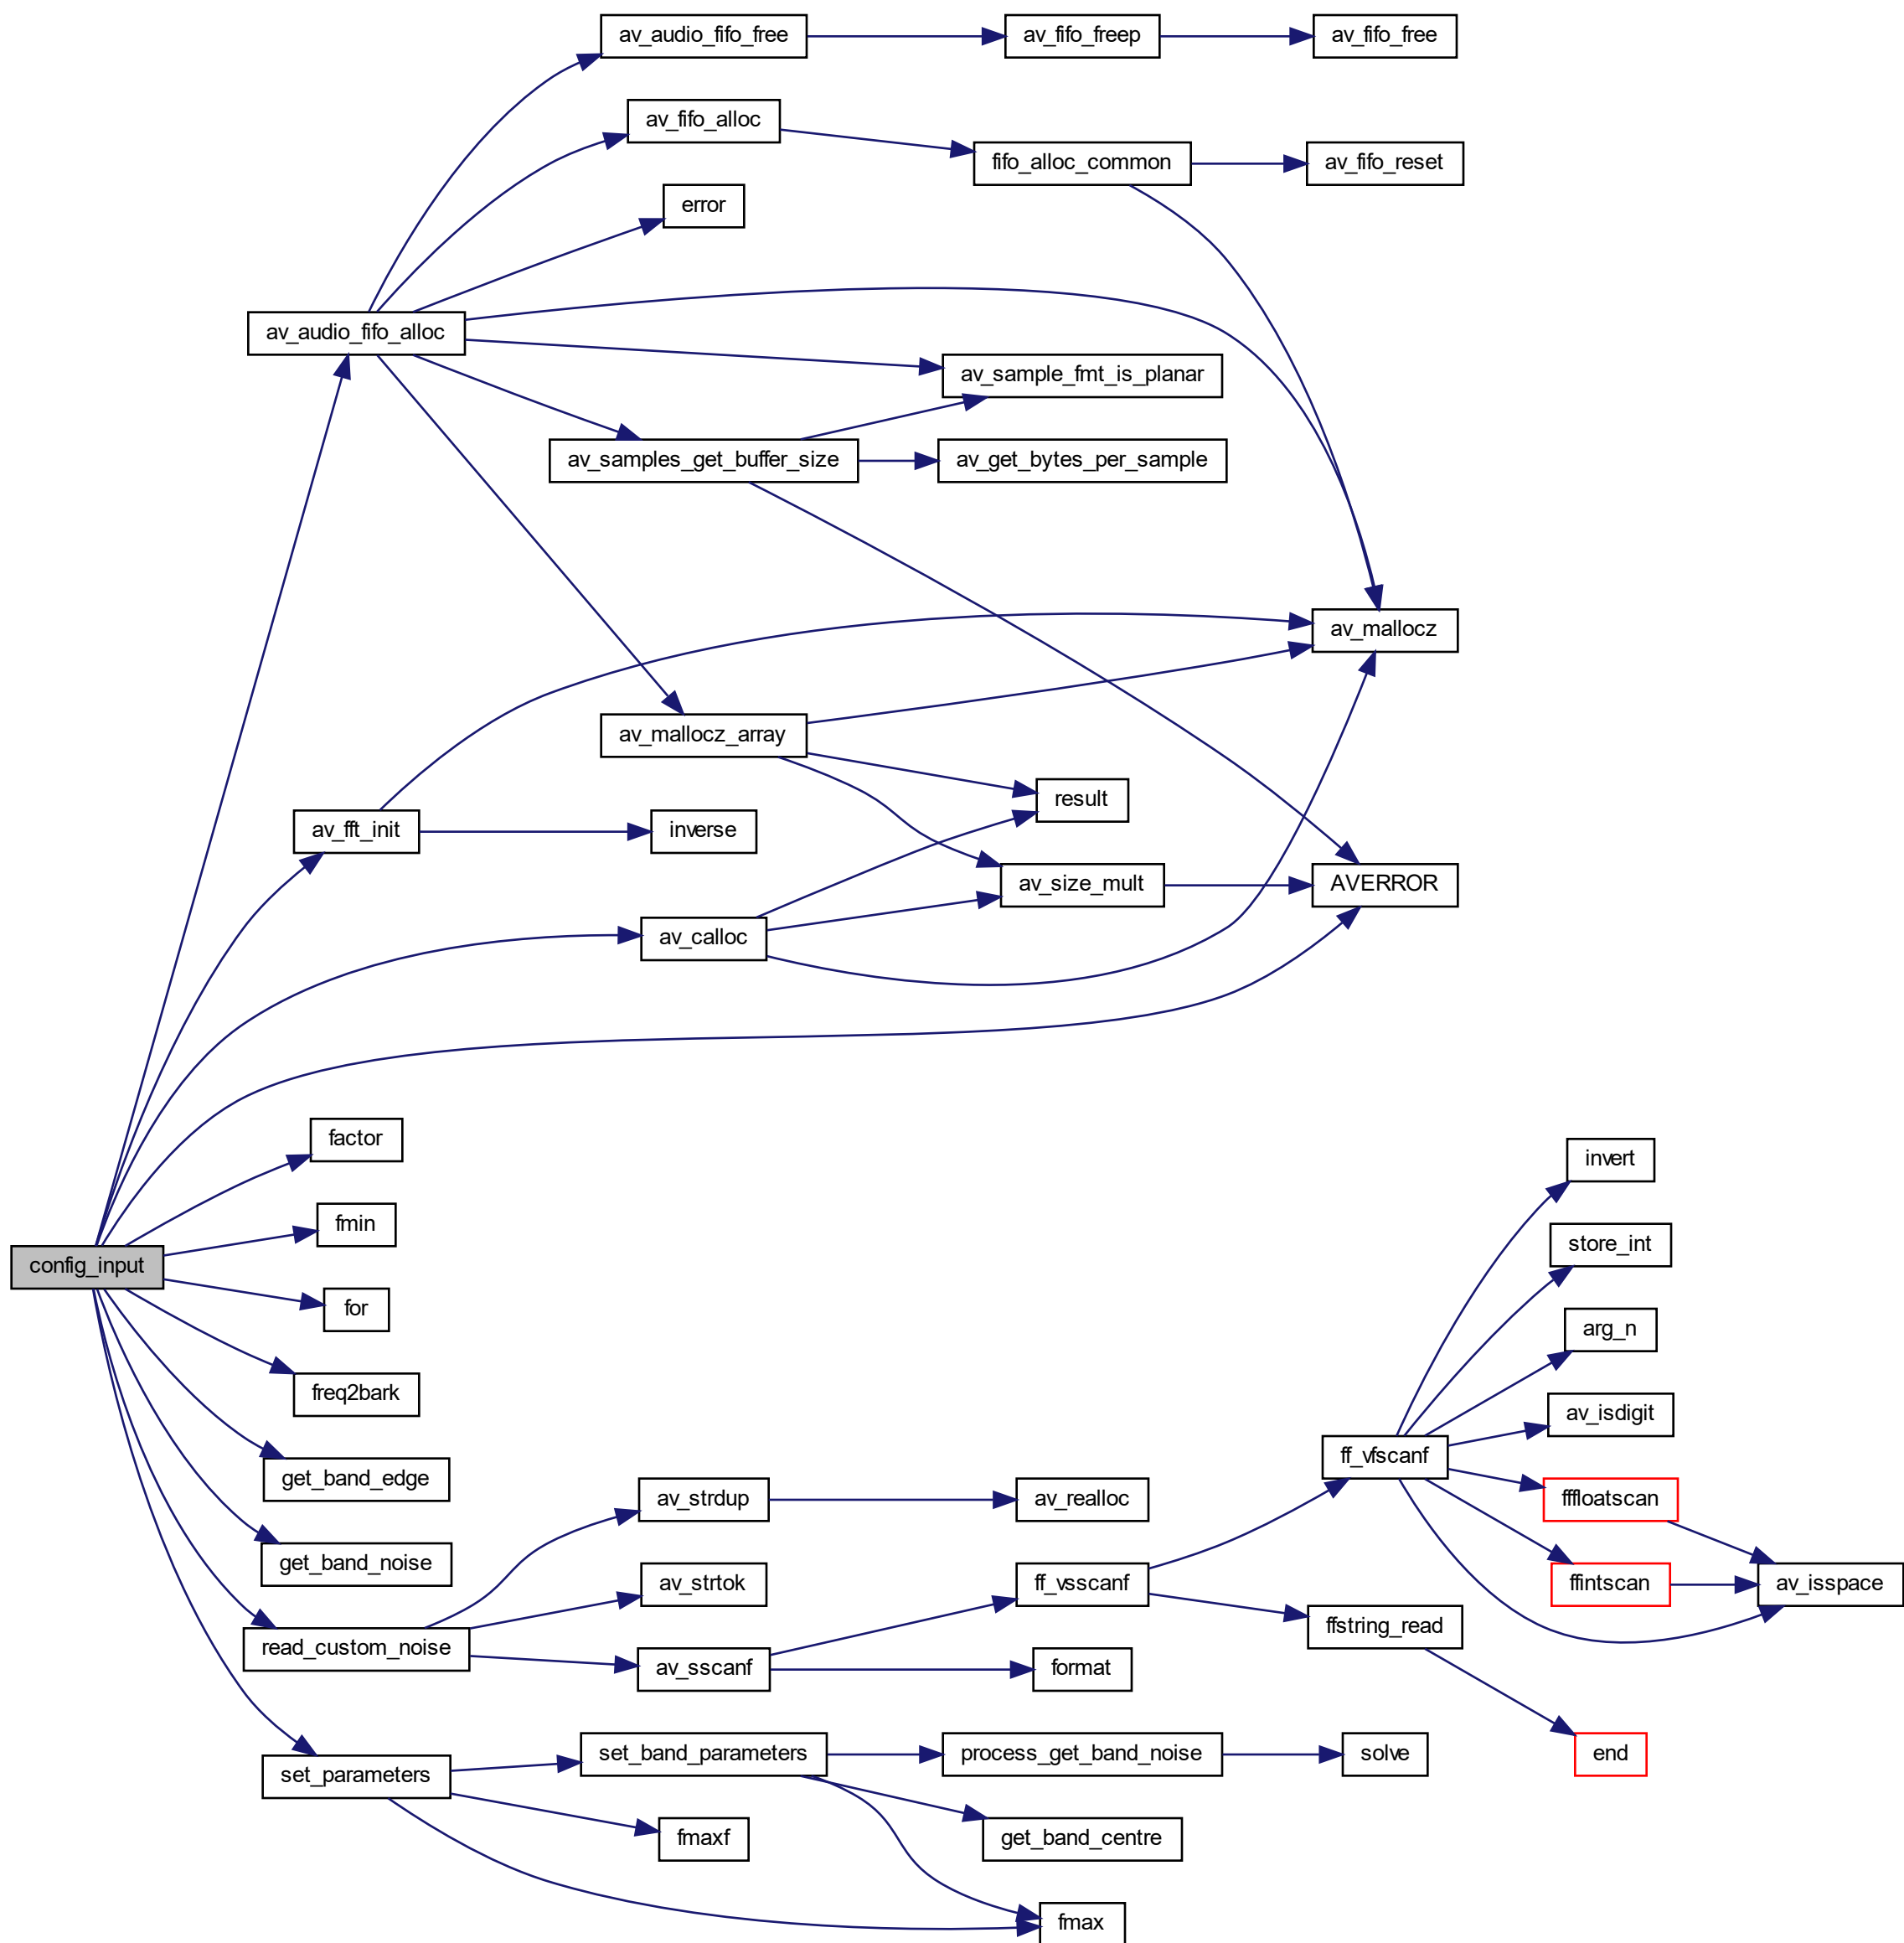 av_audio_fifo_free
av_fifo_freep
av_fifo_free
av_fifo_alloc
fifo_alloc_common
av_fifo_reset
error
av_audio_fifo_alloc
av_sample_fmt_is_planar
av_samples_get_buffer_size
av_get_bytes_per_sample
av_mallocz
av_mallocz_array
result
av_fft_init
inverse
av_size_mult
AVERROR
av_calloc
factor
invert
fmin
store_int
config_input
for
arg_n
freq2bark
av_isdigit
ff_vfscanf
get_band_edge
av_strdup
av_realloc
fffloatscan
get_band_noise
av_strtok
ff_vsscanf
ffintscan
av_isspace
read_custom_noise
ffstring_read
av_sscanf
format
set_band_parameters
process_get_band_noise
solve
end
set_parameters
fmaxf
get_band_centre
fmax